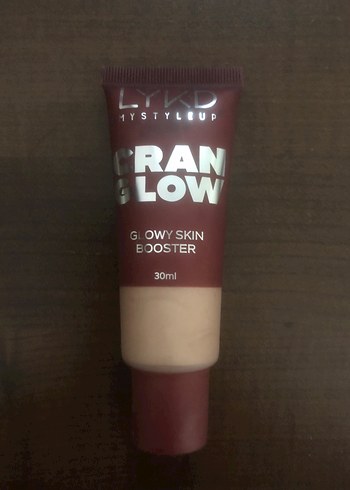 LYKD
MYSTYLEUP
CRAN
GLOW
GLOWY SKIN
BOOSTER
30ml